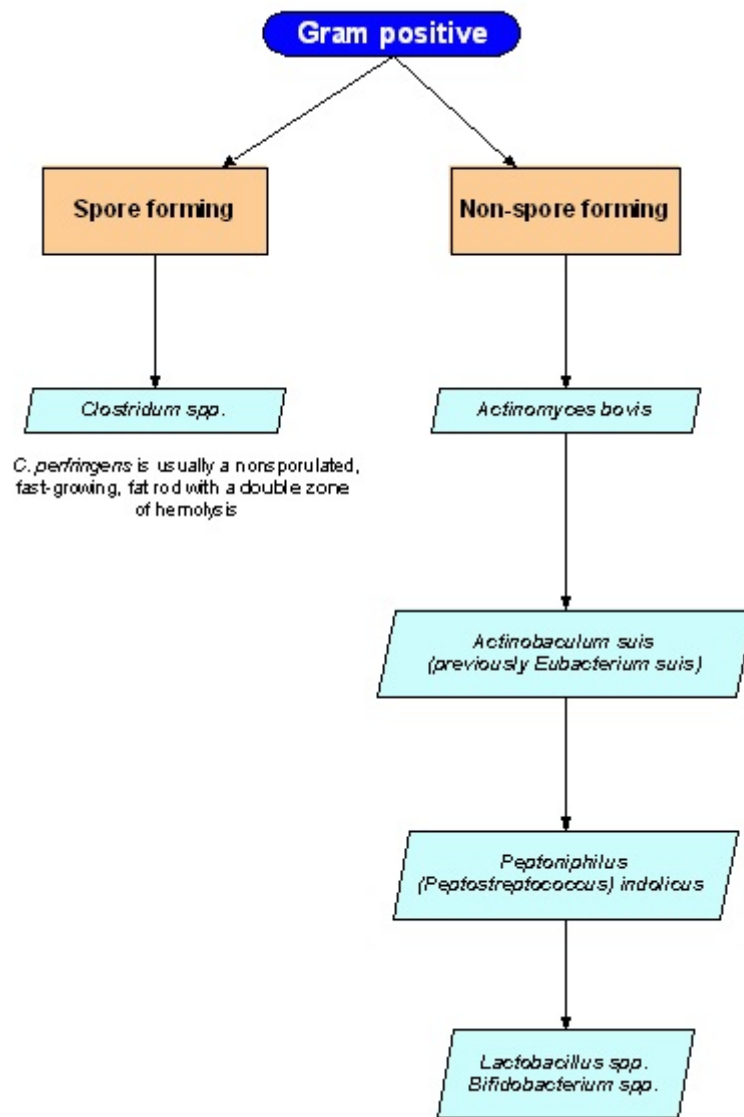 Gram positive
Spore forming
Non-spore forming
Clostridum spp.
Actinomyces bovis
C. perfringens is usually a nonsporulated,
fast-growing, fat rod with a double zone
of hemolysis
Actinobaculum suis
(previously Eubacterium suis)
Peptoniphilus
(Peptostreptococcus) indolicus
Lactobacillus spp.
Bifidobacterium spp.